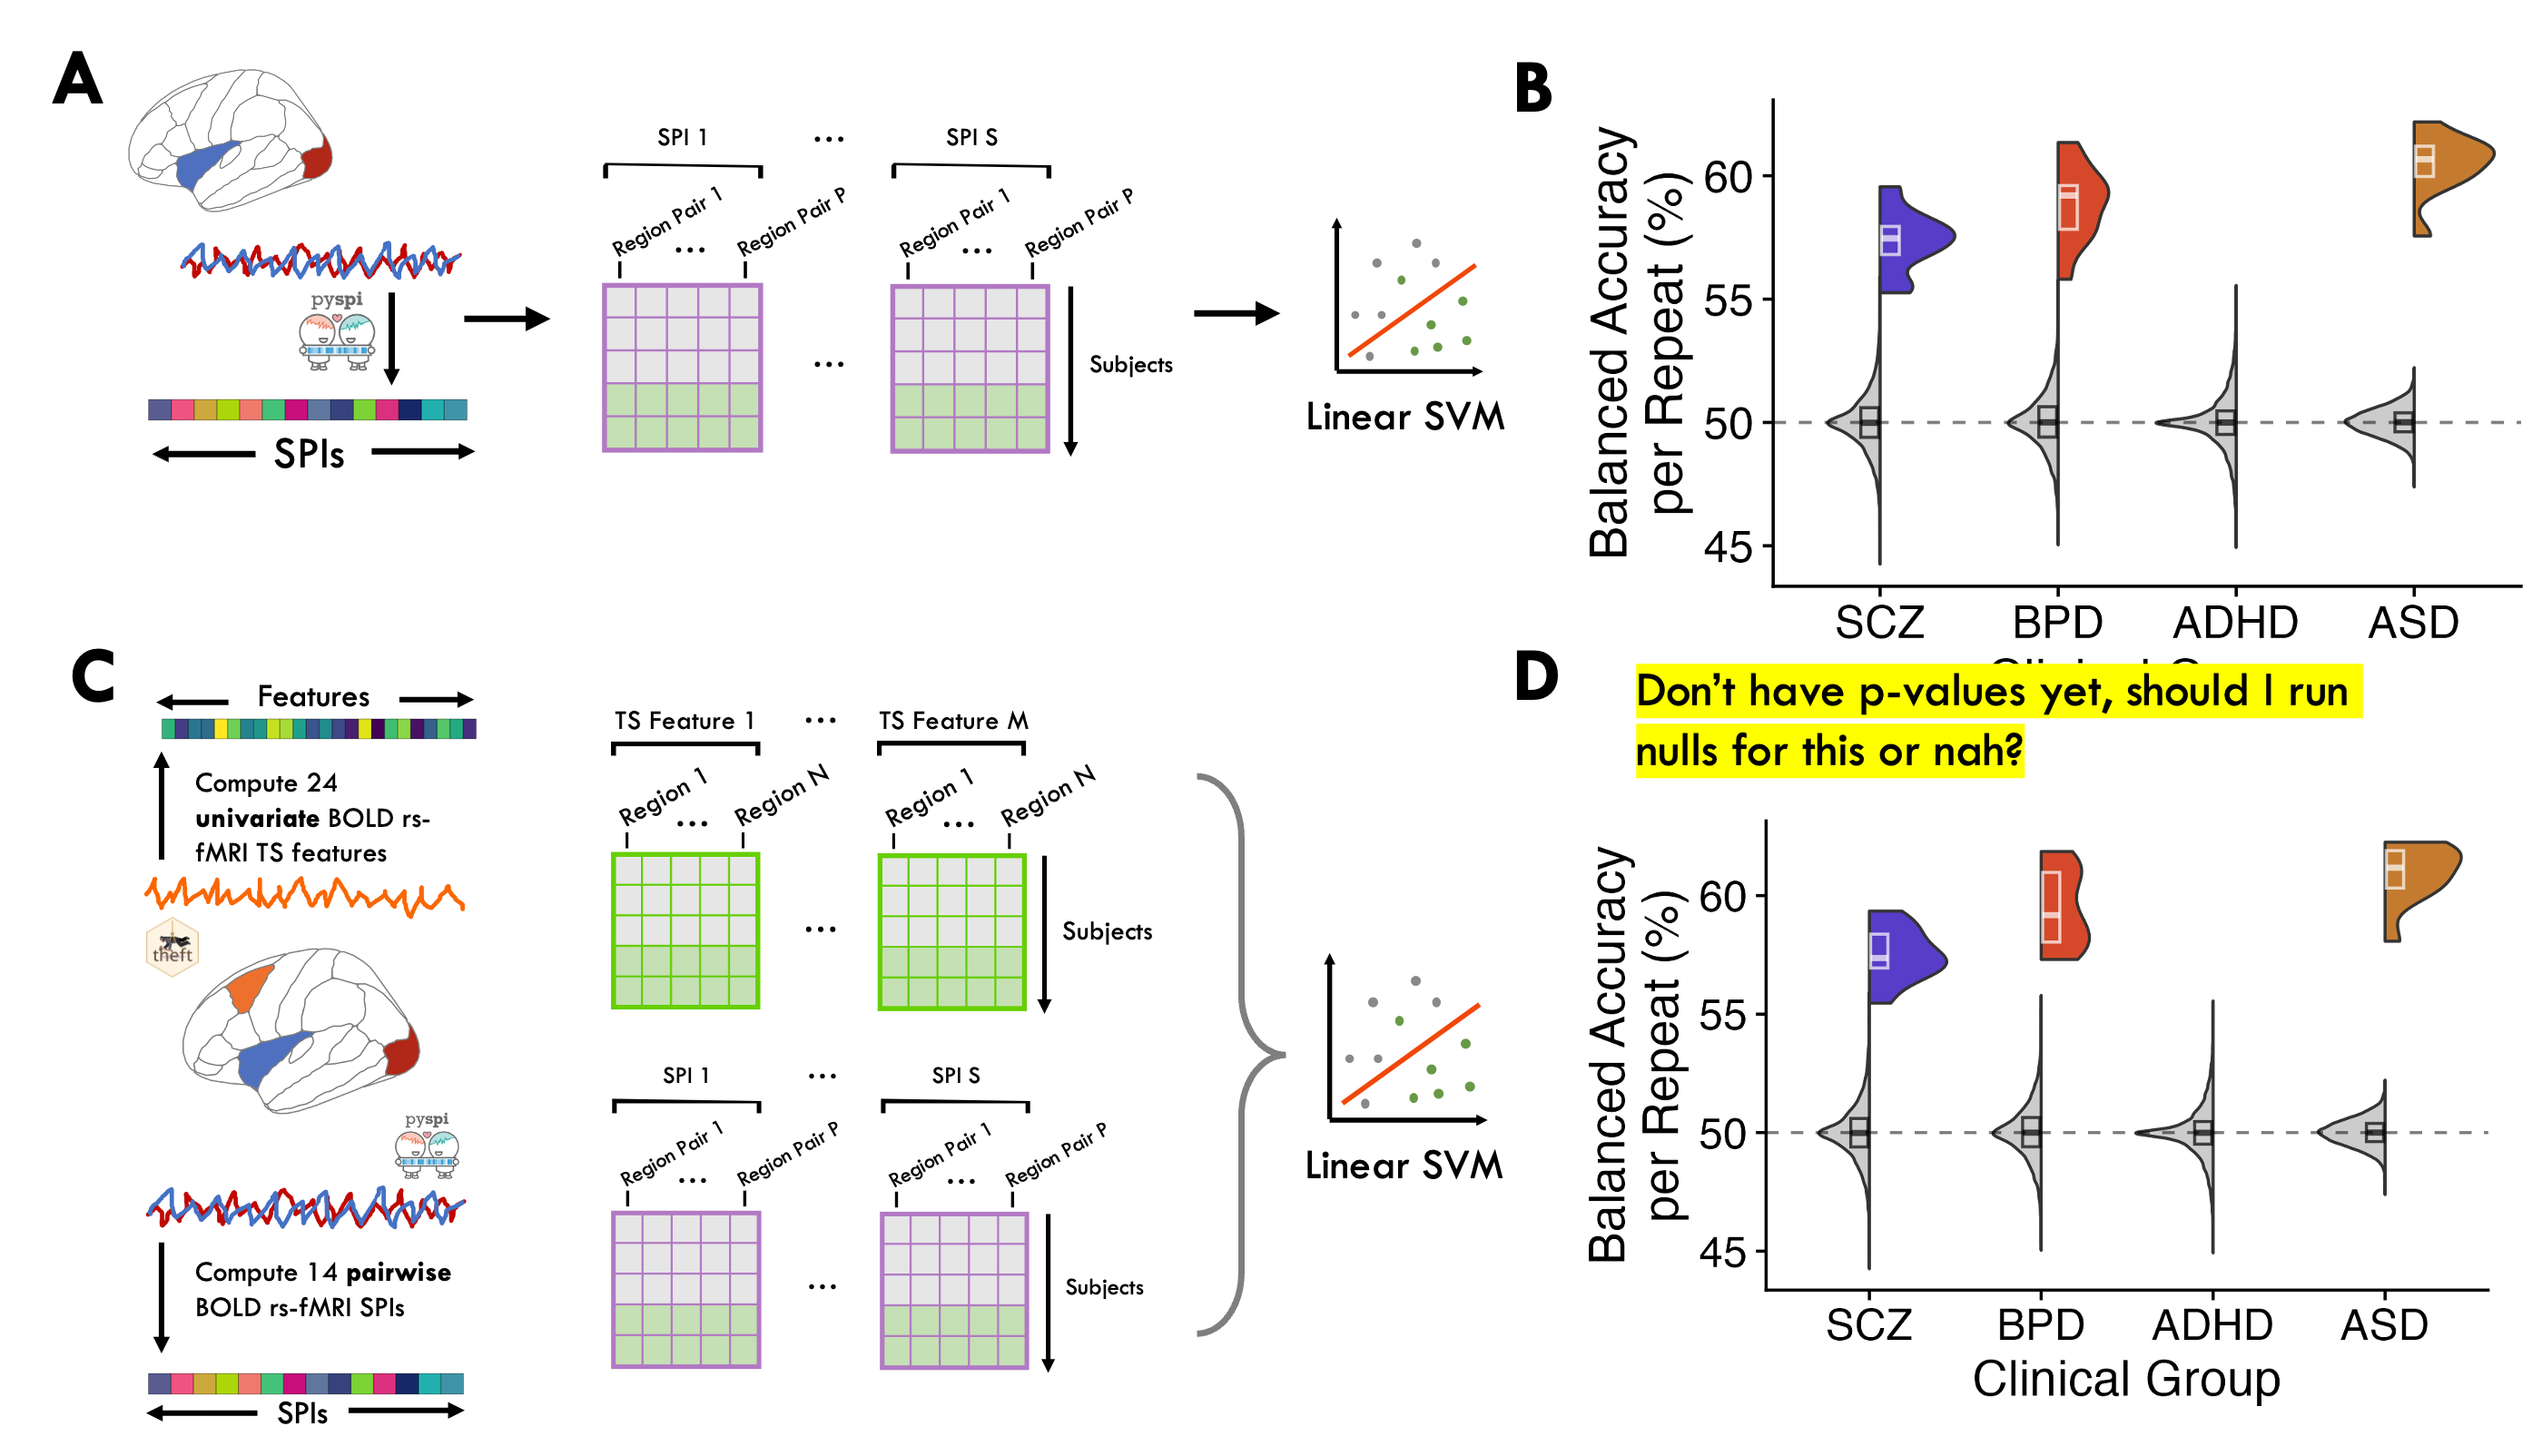 A
pyspi
SPIs
SPI 1
...
SPI S
Region Pair 1
...
Region Pair P
Region Pair 1
...
Region Pair P
...
Subjects
Linear SVM
B
Balanced Accuracy
per Repeat (%)
60
55
50
45
SCZ
BPD
ADHD
ASD
C
Features
Compute 24
univariate BOLD rs-
fMRI TS features
theft
pyspi
Compute 14 pairwise
BOLD rs-fMRI SPIs
SPIs
TS Feature 1
...
TS Feature M
Region 1
...
Region N
Region 1
...
Region N
...
Subjects
SPI 1
...
SPI S
Region Pair 1
...
Region Pair P
Region Pair 1
...
Region Pair P
...
Subjects
Linear SVM
D
Don’t have p-values yet, should I run
nulls for this or nah?
Balanced Accuracy
per Repeat (%)
60
55
50
45
SCZ
BPD
ADHD
ASD
Clinical Group